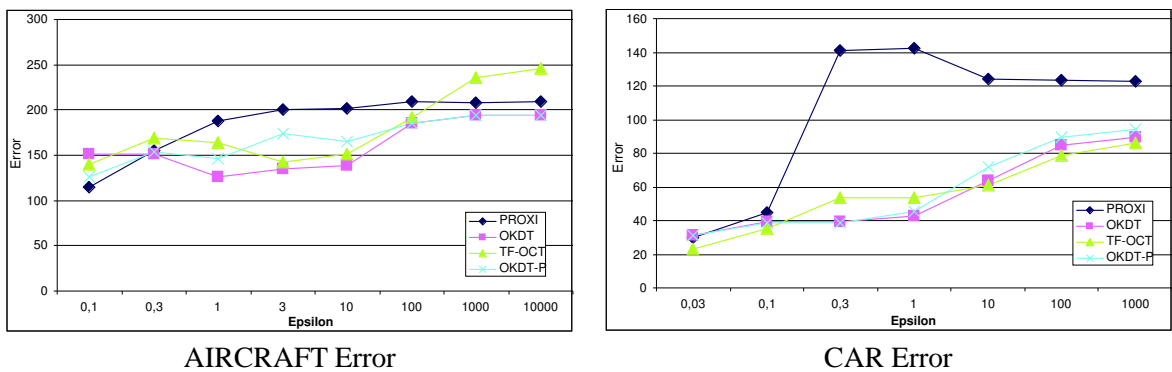 300
250
200
150
100
50
0
Error
0,1 0,3 1 3 10 100 1000 10000
Epsilon
PROXI
OKDT
TF-OCT
OKDT-P
AIRCRAFT Error
160
140
120
100
80
60
40
20
0
Error
0,03 0,1 0,3 1 10 100 1000
Epsilon
PROXI
OKDT
TF-OCT
OKDT-P
CAR Error